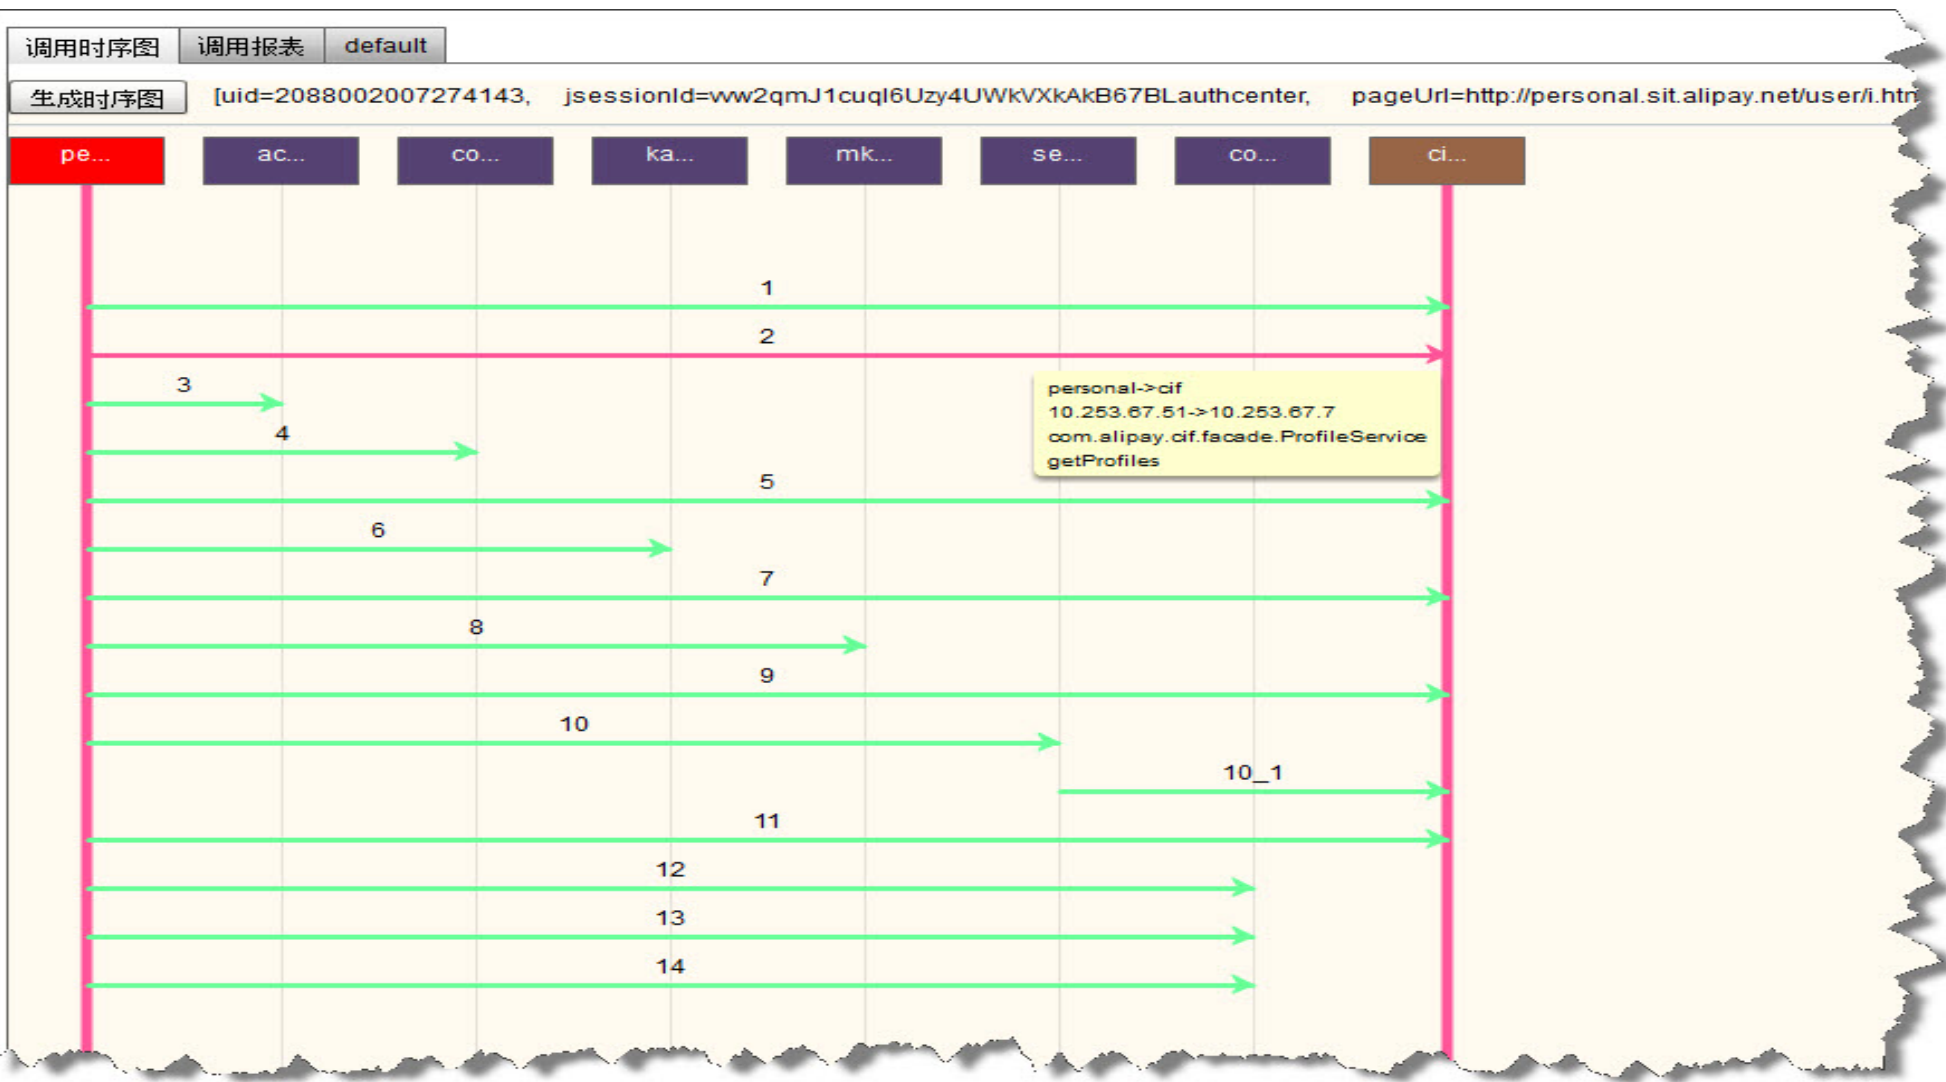 调用时序图 调用报表 default
生成时序图 [uid=2088002007274143, jsessionId=ww2qmJ1cuqI6Uzy4UWkVXkAkB67BLauthcenter, pageUrl=http://personal.sit.alipay.net/user/i.htm
pe... ac... co... ka... mk... se... co... ci...
1
2
3
personal->cif
10.253.67.51->10.253.67.7
com.alipay.cif.facade.ProfileService
getProfiles
4
5
6
7
8
9
10
10_1
11
12
13
14